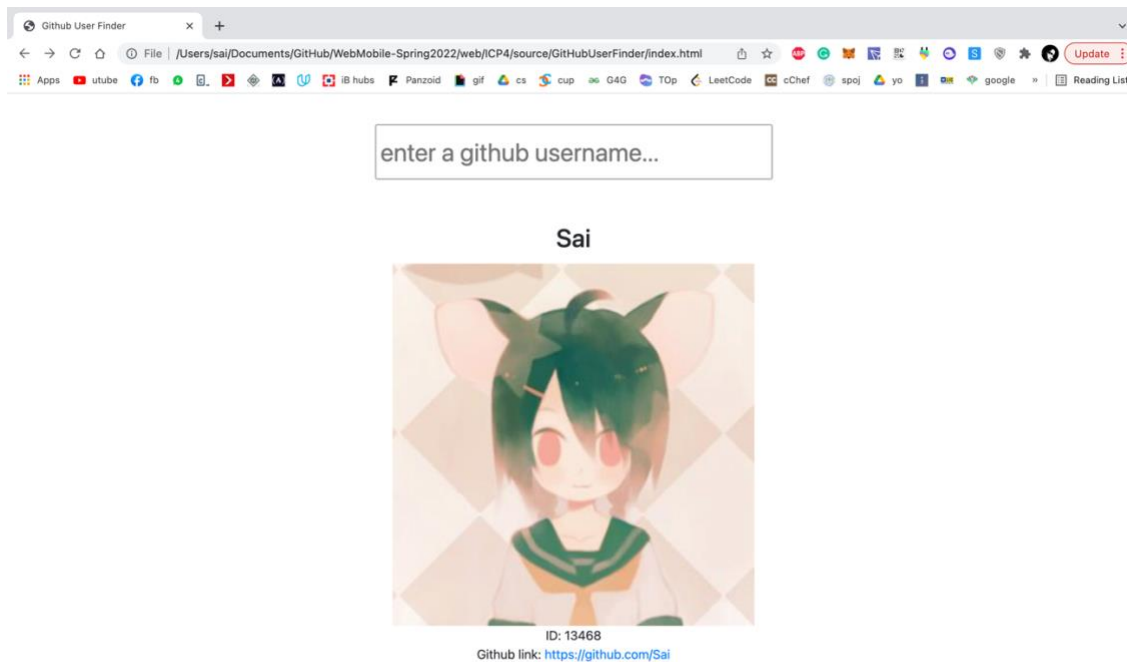 Github User Finder
File | /Users/sai/Documents/GitHub/WebMobile-Spring2022/web/ICP4/source/GitHubUserFinder/index.html ABP Update
Apps utube fb iB hubs Panzoid gif cs cup G4G TOp LeetCode cChef spoj yo google » Reading List
enter a github username...
Sai
ID: 13468
Github link: https://github.com/Sai